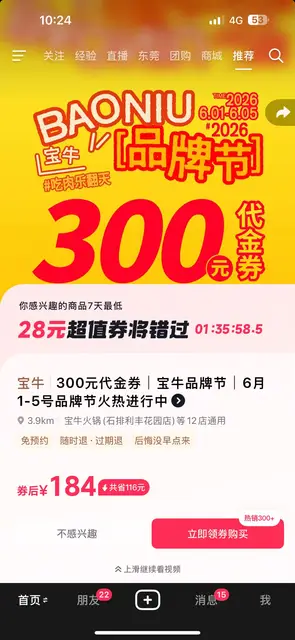 10:24
4G
53
关注 经验 直播 东莞 团购 商城 推荐
TIME 2026
6.01-6.05
#2026
BAONIU
宝牛
[品牌节]
#吃肉乐翻天
300元代金券
你感兴趣的商品7天最低
28元超值券将错过 01:35:58.5
宝牛 | 300元代金券｜宝牛品牌节｜6月
1-5号品牌节火热进行中
3.9km 宝牛火锅(石排利丰花园店) 等12店通用
免预约 随时退·过期退 后悔没早点来
券后¥184 共省116元
热销300+
不感兴趣 立即领券购买
上滑继续看视频
首页 朋友 22 消息 15 我